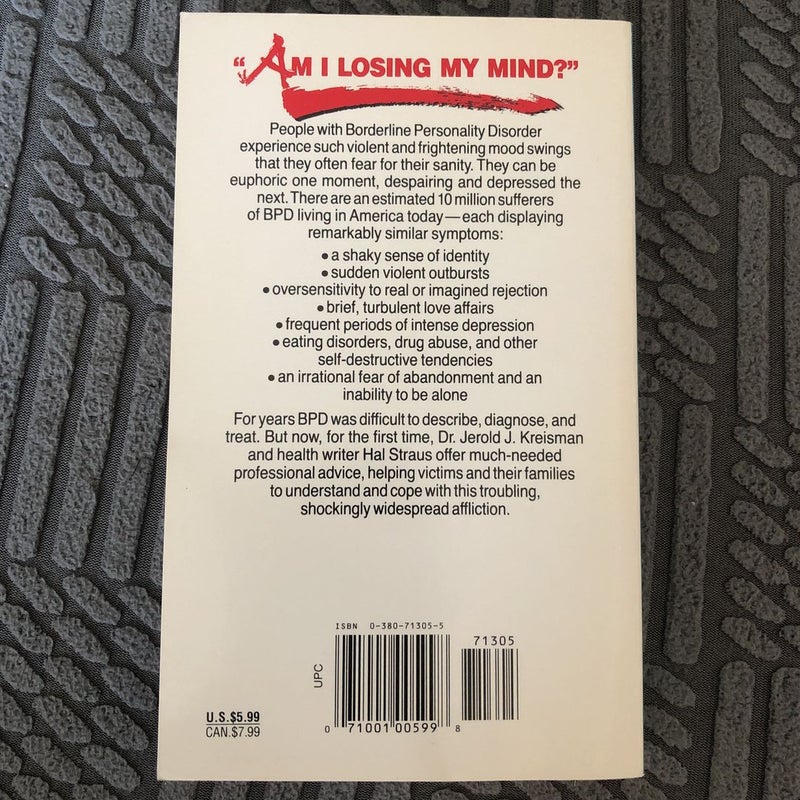 “AM I LOSING MY MIND?”
People with Borderline Personality Disorder
experience such violent and frightening mood swings
that they often fear for their sanity. They can be
euphoric one moment, despairing and depressed the
next. There are an estimated 10 million sufferers
of BPD living in America today—each displaying
remarkably similar symptoms:
• a shaky sense of identity
• sudden violent outbursts
• oversensitivity to real or imagined rejection
• brief, turbulent love affairs
• frequent periods of intense depression
• eating disorders, drug abuse, and other
self-destructive tendencies
• an irrational fear of abandonment and an
inability to be alone
For years BPD was difficult to describe, diagnose, and
treat. But now, for the first time, Dr. Jerold J. Kreisman
and health writer Hal Straus offer much-needed
professional advice, helping victims and their families
to understand and cope with this troubling,
shockingly widespread affliction.
ISBN 0-380-71305-5
71305
UPC
0 71001 00599 8
U.S.$5.99
CAN.$7.99